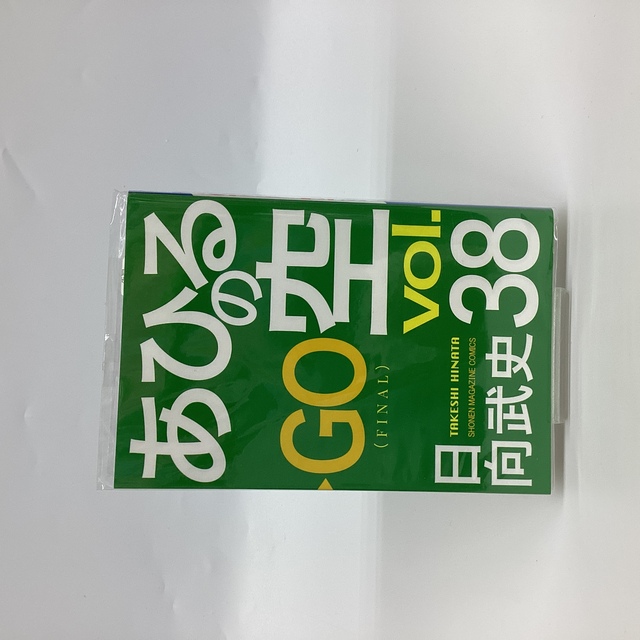 あひるの空
GO
(FINAL)
vol.
38
TAKESHI HINATA
SHONEN MAGAZINE COMICS
日向武史